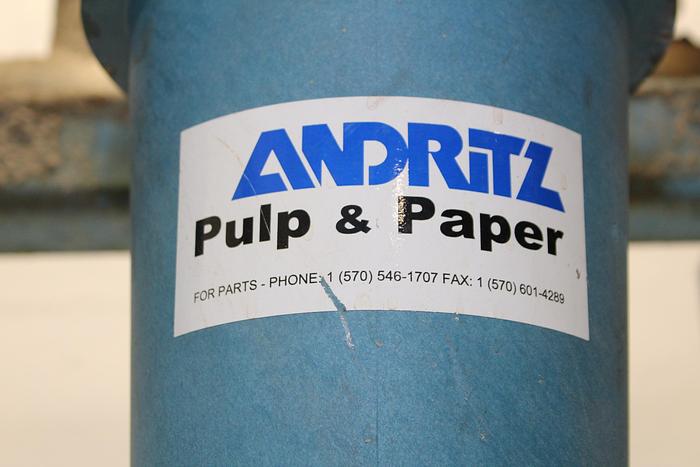 ANDRITZ
Pulp & Paper
FOR PARTS - PHONE: 1 (570) 546-1707 FAX: 1 (570) 601-4289